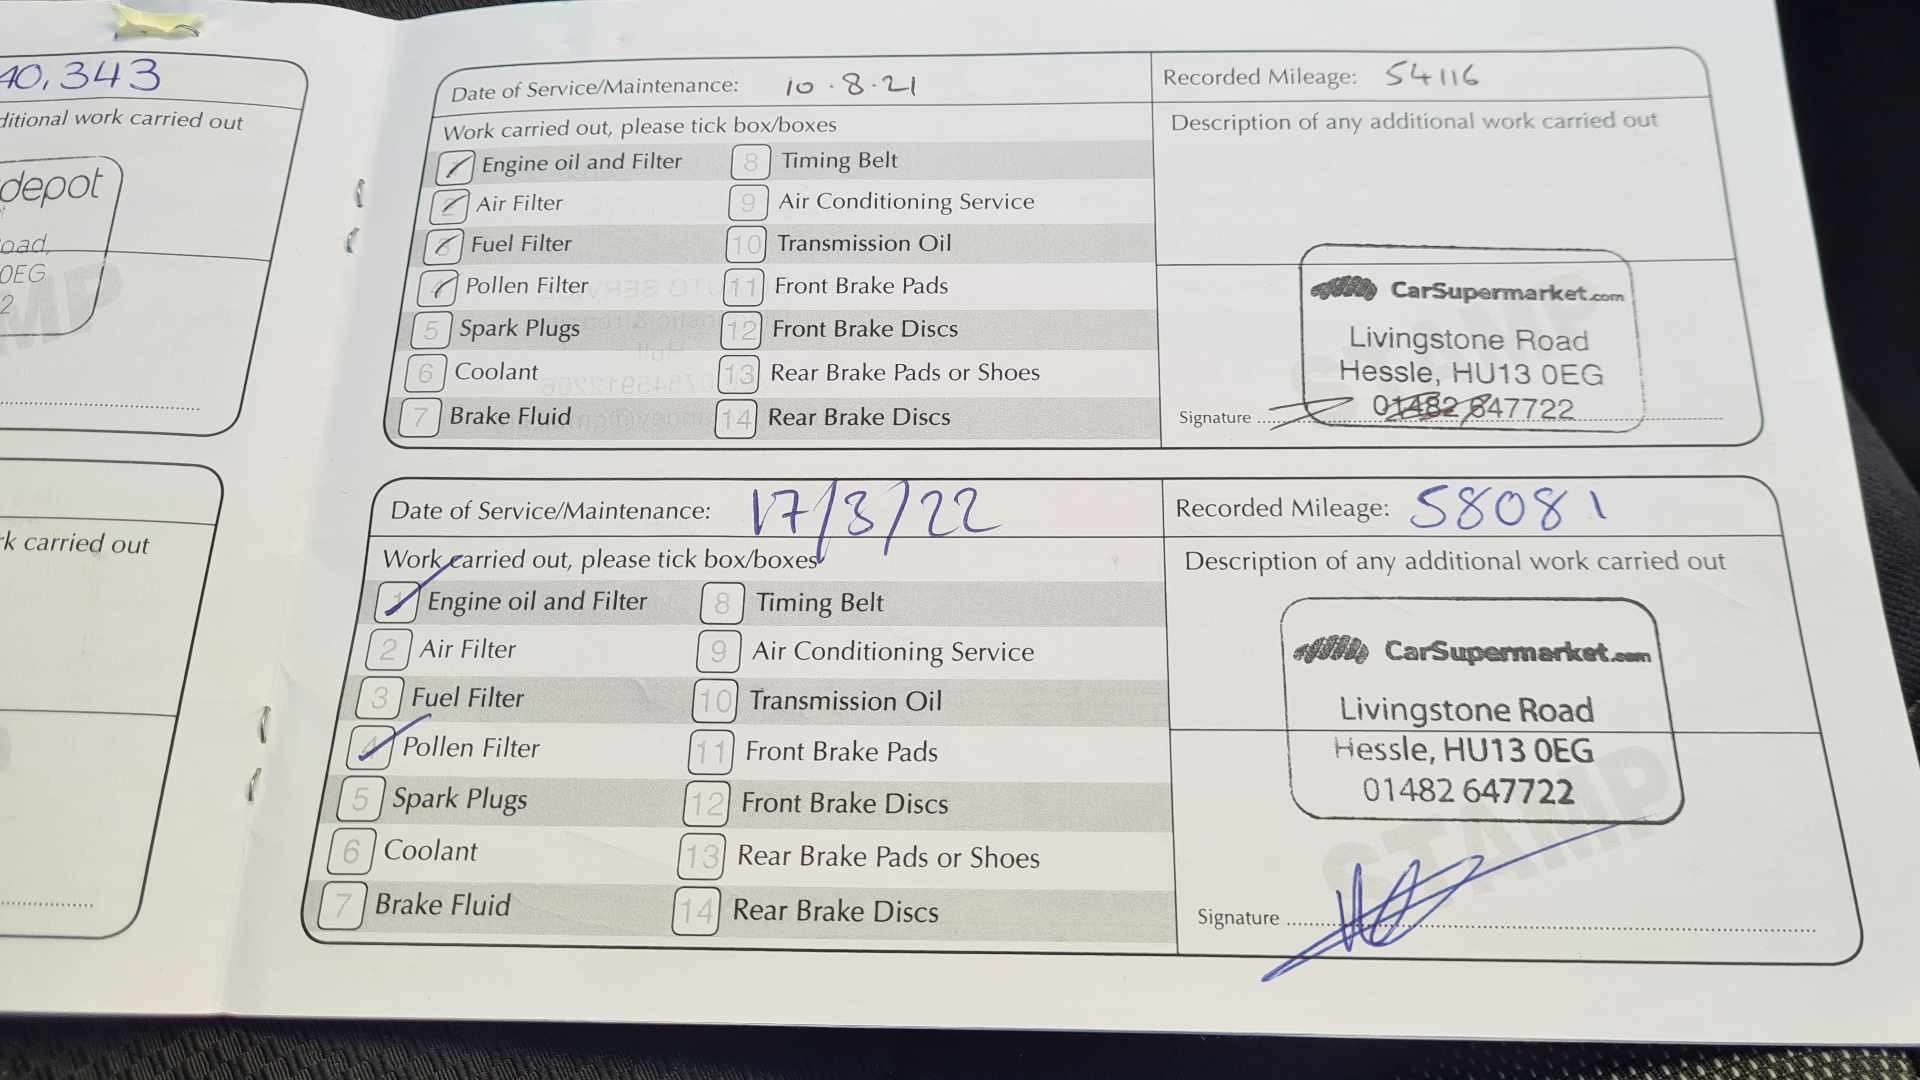 40,343
ditional work carried out
depot
oad,
0EG
2
k carried out
Date of Service/Maintenance: 10.8.21
Recorded Mileage: 54116
Work carried out, please tick box/boxes
Description of any additional work carried out
1 Engine oil and Filter
8 Timing Belt
2 Air Filter
9 Air Conditioning Service
3 Fuel Filter
10 Transmission Oil
4 Pollen Filter
11 Front Brake Pads
5 Spark Plugs
12 Front Brake Discs
6 Coolant
13 Rear Brake Pads or Shoes
7 Brake Fluid
14 Rear Brake Discs
CarSupermarket.com
Livingstone Road
Hessle, HU13 0EG
01482 647722
Signature
Date of Service/Maintenance: 17/3/22
Recorded Mileage: 58081
Work carried out, please tick box/boxes
Description of any additional work carried out
1 Engine oil and Filter
8 Timing Belt
2 Air Filter
9 Air Conditioning Service
3 Fuel Filter
10 Transmission Oil
4 Pollen Filter
11 Front Brake Pads
5 Spark Plugs
12 Front Brake Discs
6 Coolant
13 Rear Brake Pads or Shoes
7 Brake Fluid
14 Rear Brake Discs
CarSupermarket.com
Livingstone Road
Hessle, HU13 0EG
01482 647722
STAMP
Signature